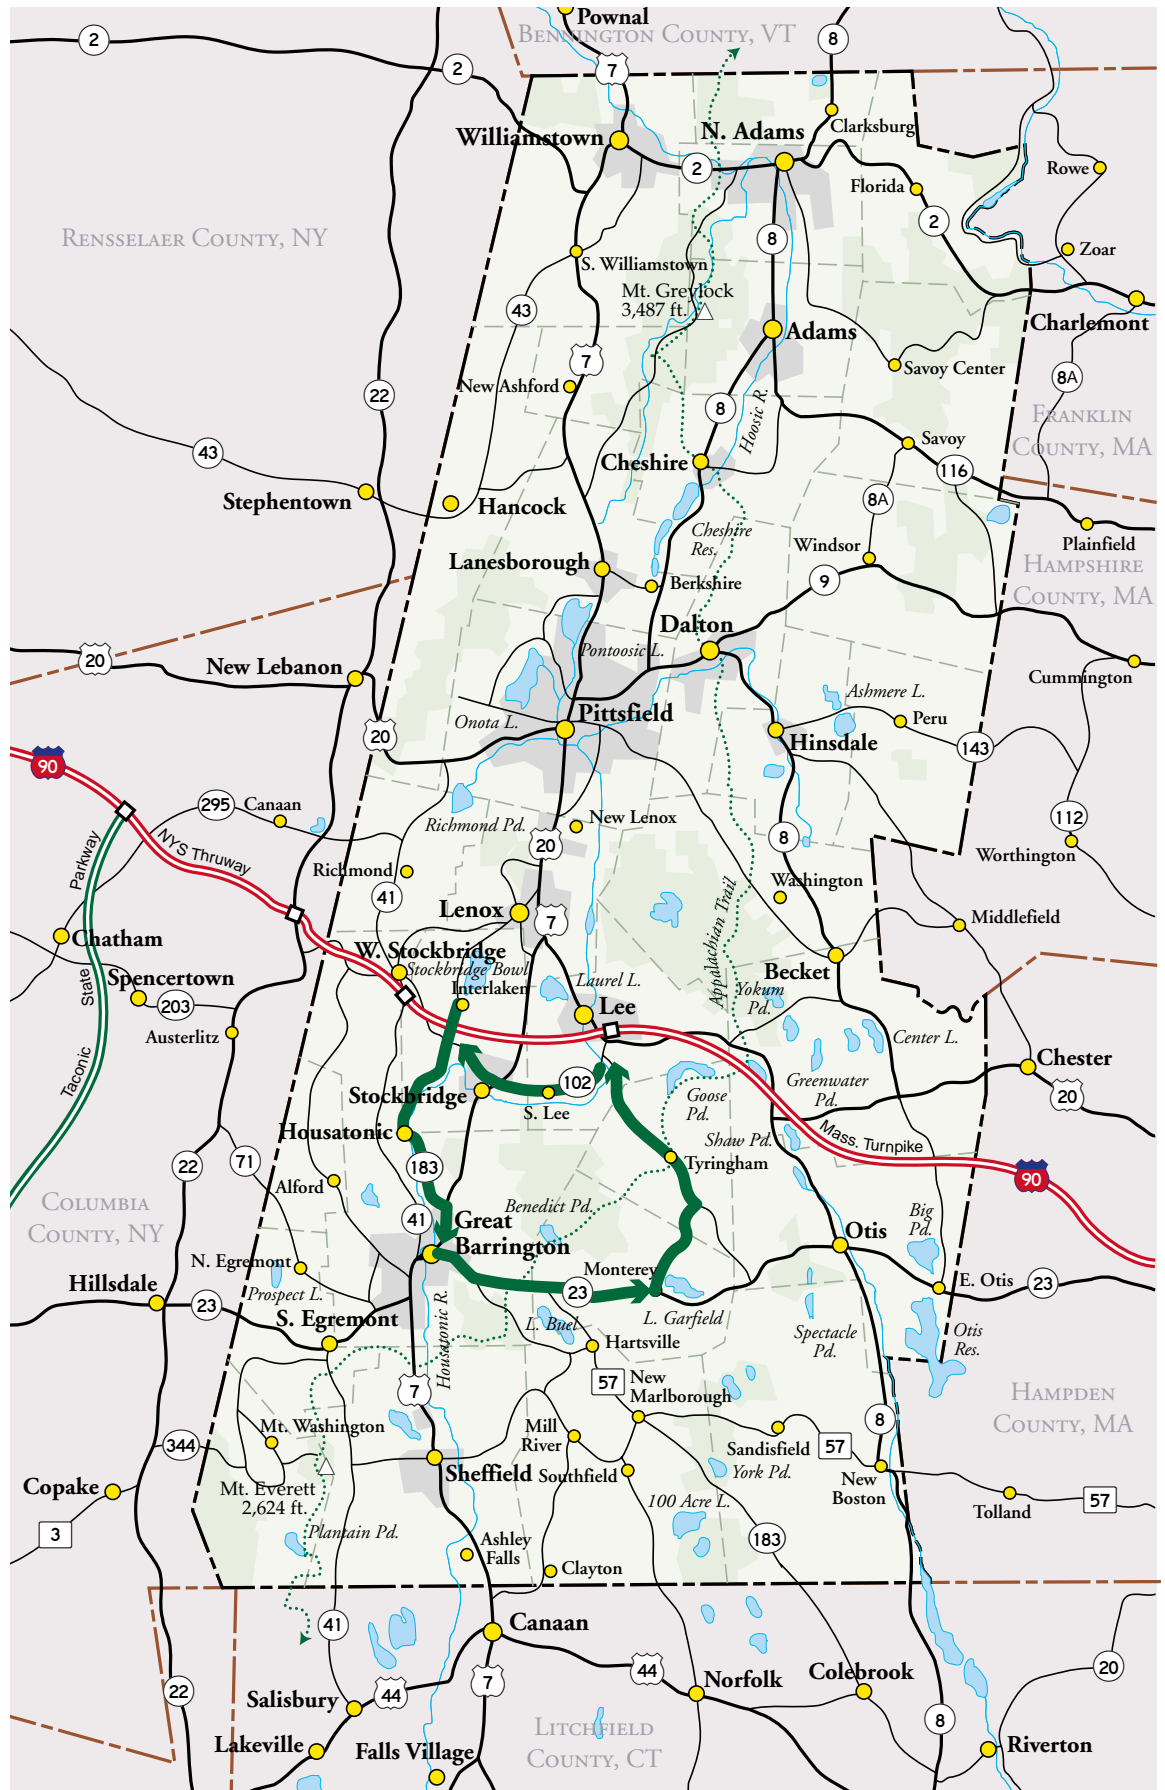 Pownal
BENNINGTON COUNTY, VT
2
8
7
2
Williamstown
N. Adams
Clarksburg
2
Rowe
Florida
2
RENSSELAER COUNTY, NY
8
Zoar
S. Williamstown
Mt. Greylock
3,487 ft.
43
Charlemont
Adams
7
Savoy Center
8A
New Ashford
22
8
Hoosic R.
FRANKLIN
COUNTY, MA
43
Savoy
Cheshire
116
Stephentown
Hancock
8A
Cheshire
Res.
Plainfield
Windsor
Lanesborough
HAMPSHIRE
COUNTY, MA
Berkshire
9
Dalton
Pontoosic L.
20
New Lebanon
Cummington
Ashmere L.
Onota L.
Pittsfield
Peru
20
Hinsdale
143
90
295
Canaan
NYS Thruway
Parkway
Richmond Pd.
New Lenox
112
20
8
Worthington
Richmond
Washington
41
Appalachian Trail
Lenox
7
Middlefield
Chatham
W. Stockbridge
Stockbridge Bowl
Becket
Spencertown
State
Interlaken
Laurel L.
Yokum
Pd.
203
Lee
Austerlitz
Center L.
Taconic
Chester
102
Greenwater
Pd.
Stockbridge
S. Lee
Goose
Pd.
20
Housatonic
Shaw Pd.
Mass. Turnpike
22
71
183
Tyringham
90
Alford
COLUMBIA
COUNTY, NY
Benedict Pd.
41
Great
Barrington
Big
Pd.
Otis
N. Egremont
Monterey
Hillsdale
E. Otis
23
23
23
Prospect L.
S. Egremont
L. Buel
L. Garfield
Housatonic R.
Spectacle
Pd.
Otis
Res.
Hartsville
57
New
Marlborough
7
HAMPDEN
COUNTY, MA
Mt. Washington
Mill
River
8
344
Sandisfield
57
Sheffield
Southfield
York Pd.
New
Boston
Copake
Mt. Everett
2,624 ft.
100 Acre L.
Tolland
57
3
Plantain Pd.
Ashley
Falls
183
Clayton
41
Canaan
20
22
44
44
7
Norfolk
Colebrook
Salisbury
8
LITCHFIELD
COUNTY, CT
Lakeville
Falls Village
Riverton